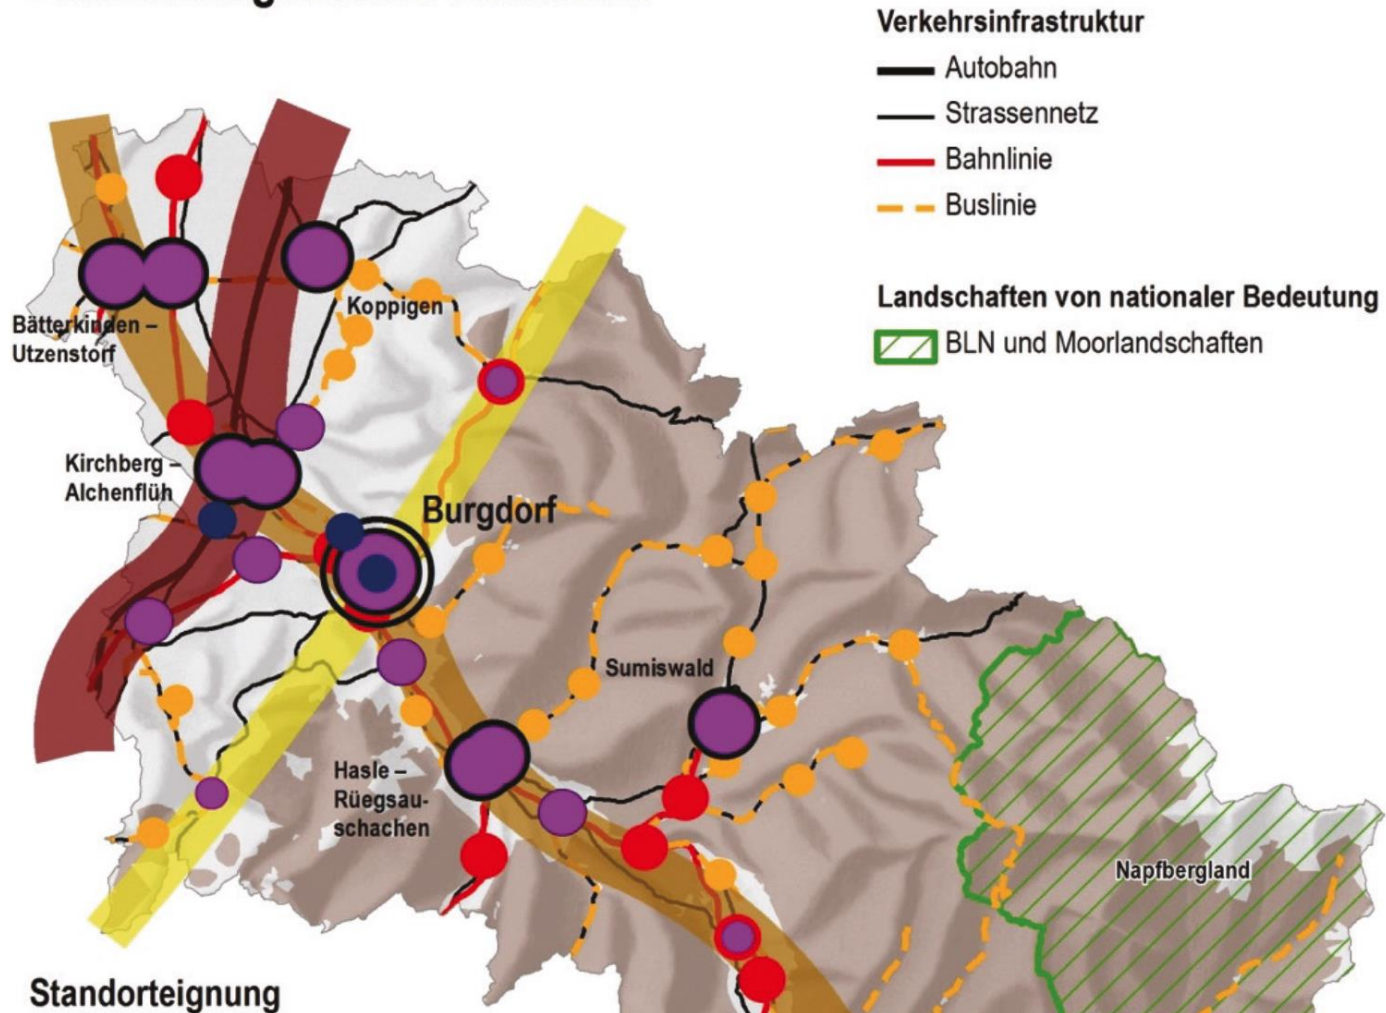 Verkehrsinfrastruktur
Autobahn
Strassennetz
Bahnlinie
Buslinie
Landschaften von nationaler Bedeutung
BLN und Moorlandschaften
Koppigen
Bätterkinden –
Utzenstorf
Kirchberg –
Alchenflüh
Burgdorf
Sumiswald
Hasle –
Rüegsau-
schachen
Napfbergland
Standorteignung